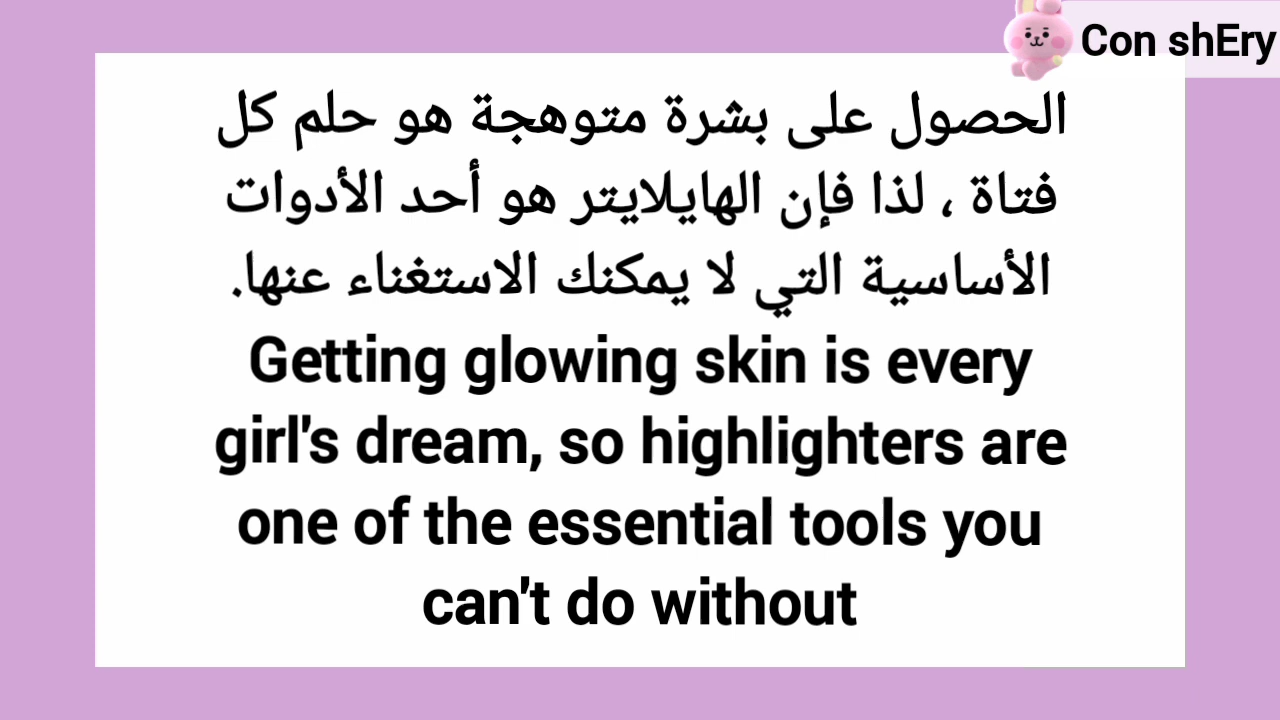 Con shEry
الحصول على بشرة متوهجة هو حلم كل
فتاة ، لذا فإن الهايلايتر هو أحد الأدوات
الأساسية التي لا يمكنك الاستغناء عنها.
Getting glowing skin is every
girl's dream, so highlighters are
one of the essential tools you
can't do without